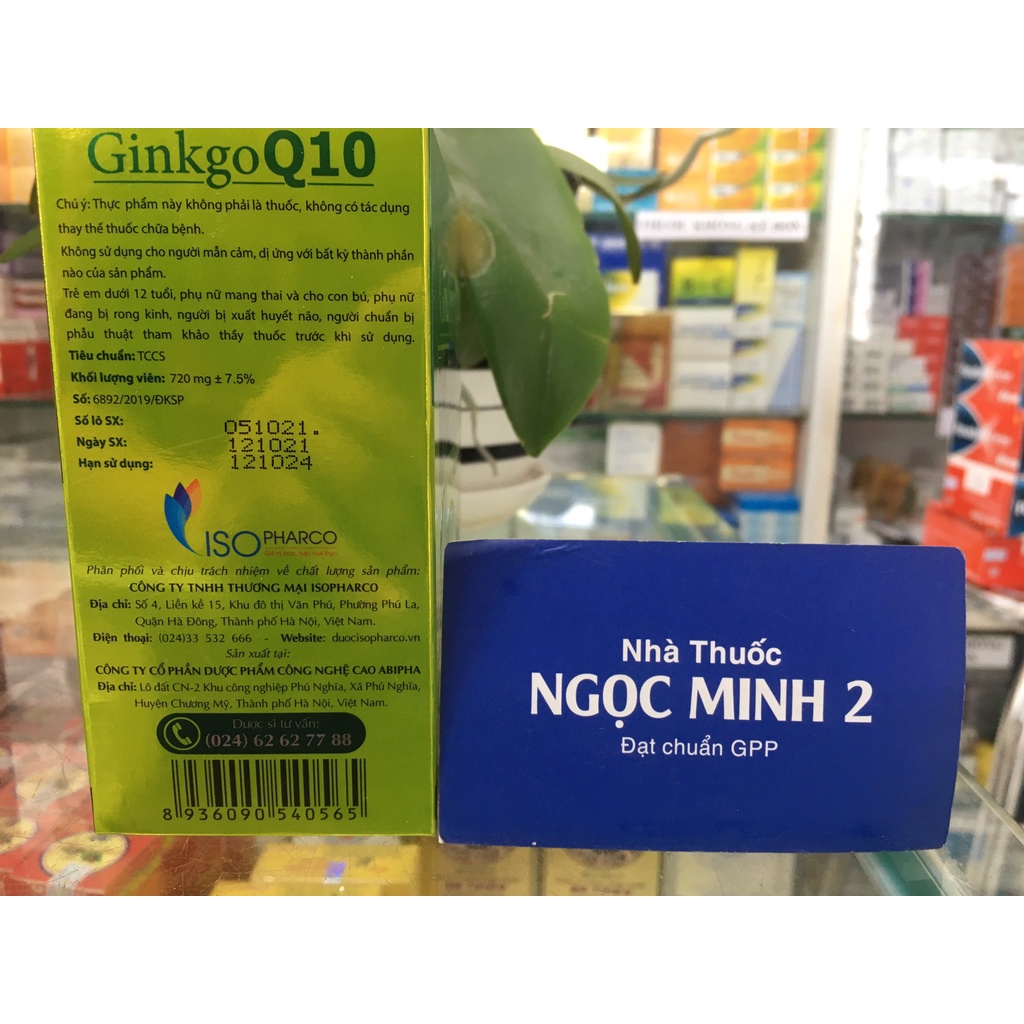 GinkgoQ10
Chú ý: Thực phẩm này không phải là thuốc, không có tác dụng
thay thế thuốc chữa bệnh.
Không sử dụng cho người mẫn cảm, dị ứng với bất kỳ thành phần
nào của sản phẩm.
Trẻ em dưới 12 tuổi, phụ nữ mang thai và cho con bú, phụ nữ
đang bị rong kinh, người bị xuất huyết não, người chuẩn bị
phẫu thuật tham khảo thầy thuốc trước khi sử dụng.
Tiêu chuẩn: TCCS
Khối lượng viên: 720 mg ± 7.5%
Số: 6892/2019/ĐKSP
Số lô SX: 051021.
Ngày SX: 121021
Hạn sử dụng: 121024
ISO PHARCO
Phân phối và chịu trách nhiệm về chất lượng sản phẩm:
CÔNG TY TNHH THƯƠNG MẠI ISOPHARCO
Địa chỉ: Số 4, Liền kề 15, Khu đô thị Văn Phú, Phường Phú La,
Quận Hà Đông, Thành phố Hà Nội, Việt Nam.
Điện thoại: (024)33 532 666 - Website: duocisopharco.vn
Sản xuất tại:
CÔNG TY CỔ PHẦN DƯỢC PHẨM CÔNG NGHỆ CAO ABIPHA
Địa chỉ: Lô đất CN-2 Khu công nghiệp Phú Nghĩa, Xã Phú Nghĩa,
Huyện Chương Mỹ, Thành phố Hà Nội, Việt Nam.
Dược sĩ tư vấn:
(024) 62 62 77 88
8 936090 540565
Nhà Thuốc
NGỌC MINH 2
Đạt chuẩn GPP